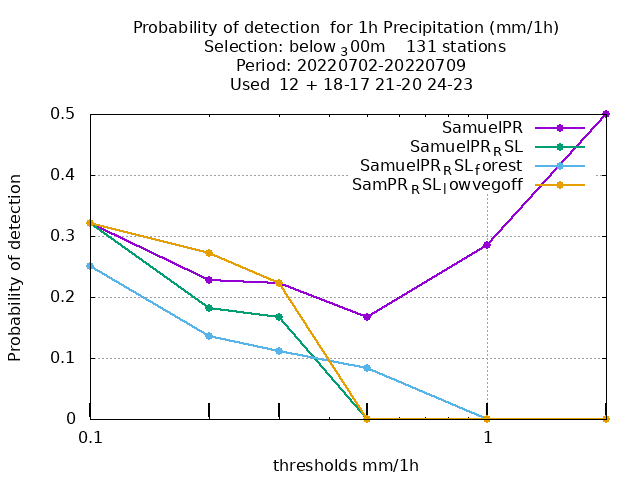 Probability of detection  for 1h Precipitation (mm/1h)
Selection: below ₃00m    131 stations
Period: 20220702-20220709
Used  12 + 18-17 21-20 24-23
0.5
0.4
0.3
0.2
0.1
0
Probability of detection
SamuelPR
SamuelPR_RSL
SamuelPR_RSL_forest
SamPR_RSL_lowvegoff
0.1
1
thresholds mm/1h